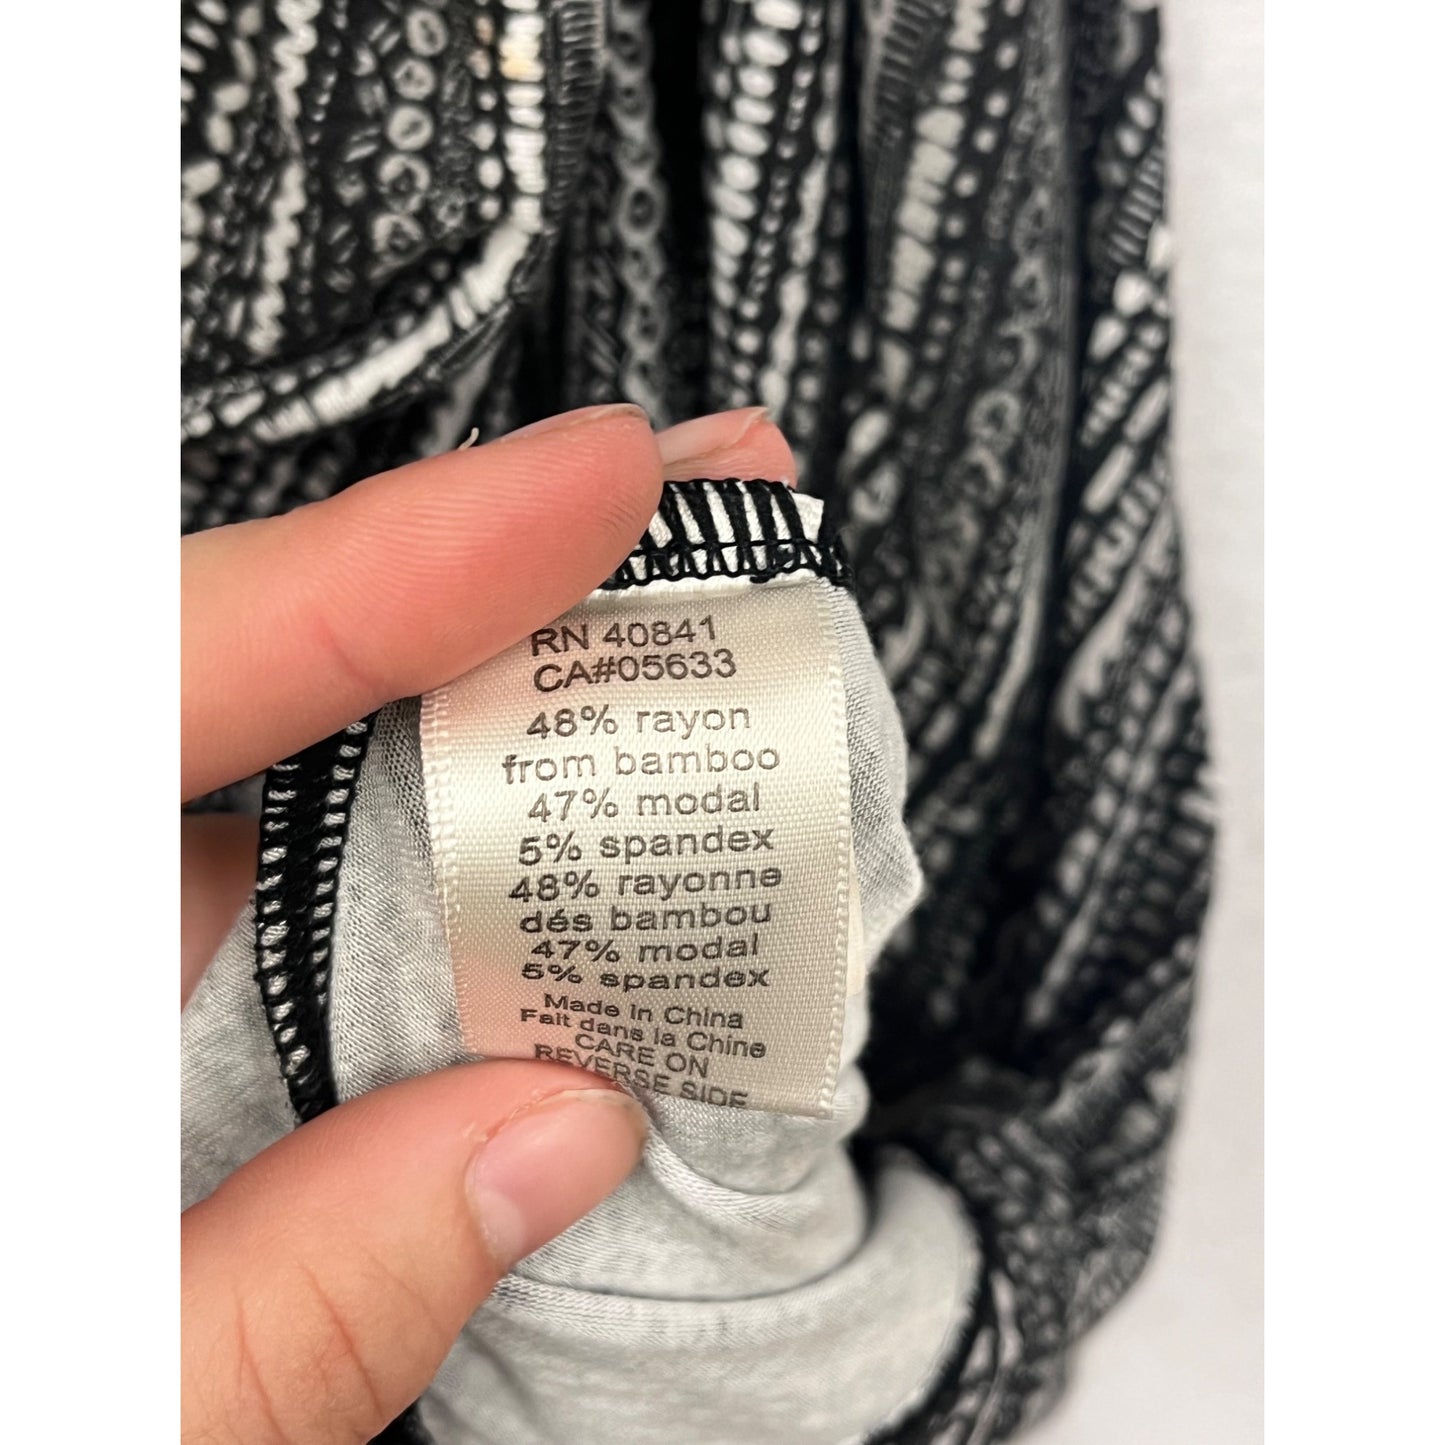 RN 40841
CA#05633
48% rayon
from bamboo
47% modal
5% spandex
48% rayonne
dés bambou
47% modal
5% spandex
Made in China
Fait dans la Chine
CARE ON
REVERSE SIDE